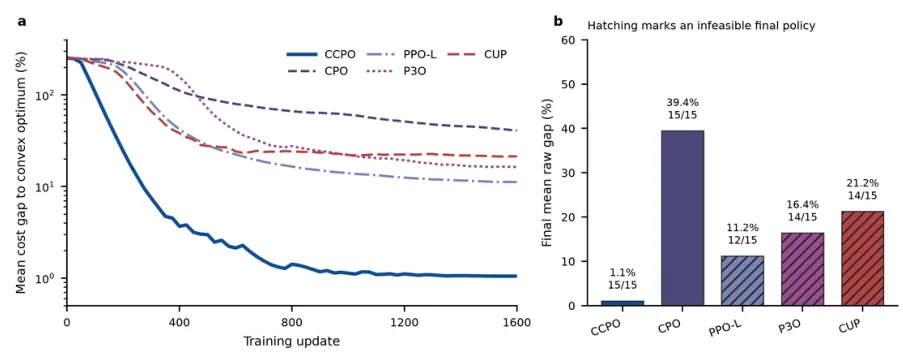 a
Mean cost gap to convex optimum (%)
10²
10¹
10⁰
0
400
800
1200
1600
Training update
CCPO
CPO
PPO-L
P3O
CUP
b
Hatching marks an infeasible final policy
Final mean raw gap (%)
60
50
40
30
20
10
0
1.1%
15/15
39.4%
15/15
11.2%
12/15
16.4%
14/15
21.2%
14/15
CCPO
CPO
PPO-L
P3O
CUP